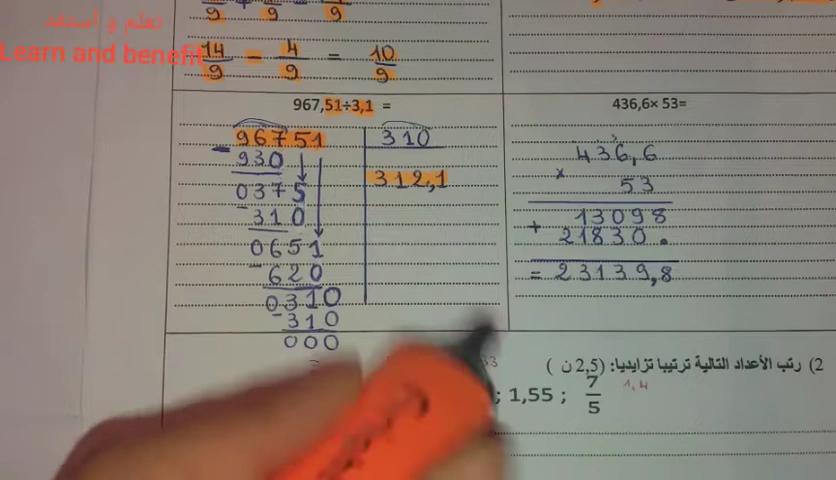 تعلم و أستفد
Learn and benefit
14/9 = 4/9 = 10/9
967,51÷3,1 =
96751 310
- 930 312,1
0375
- 310
0651
- 620
0310
- 310
000
436,6× 53=
436,6
× 53
13098
+ 21830.
= 23139,8
2) رتب الأعداد التالية ترتيبا تزايديا: (2,5 ن )
; 1,55 ; 7/5 1,4